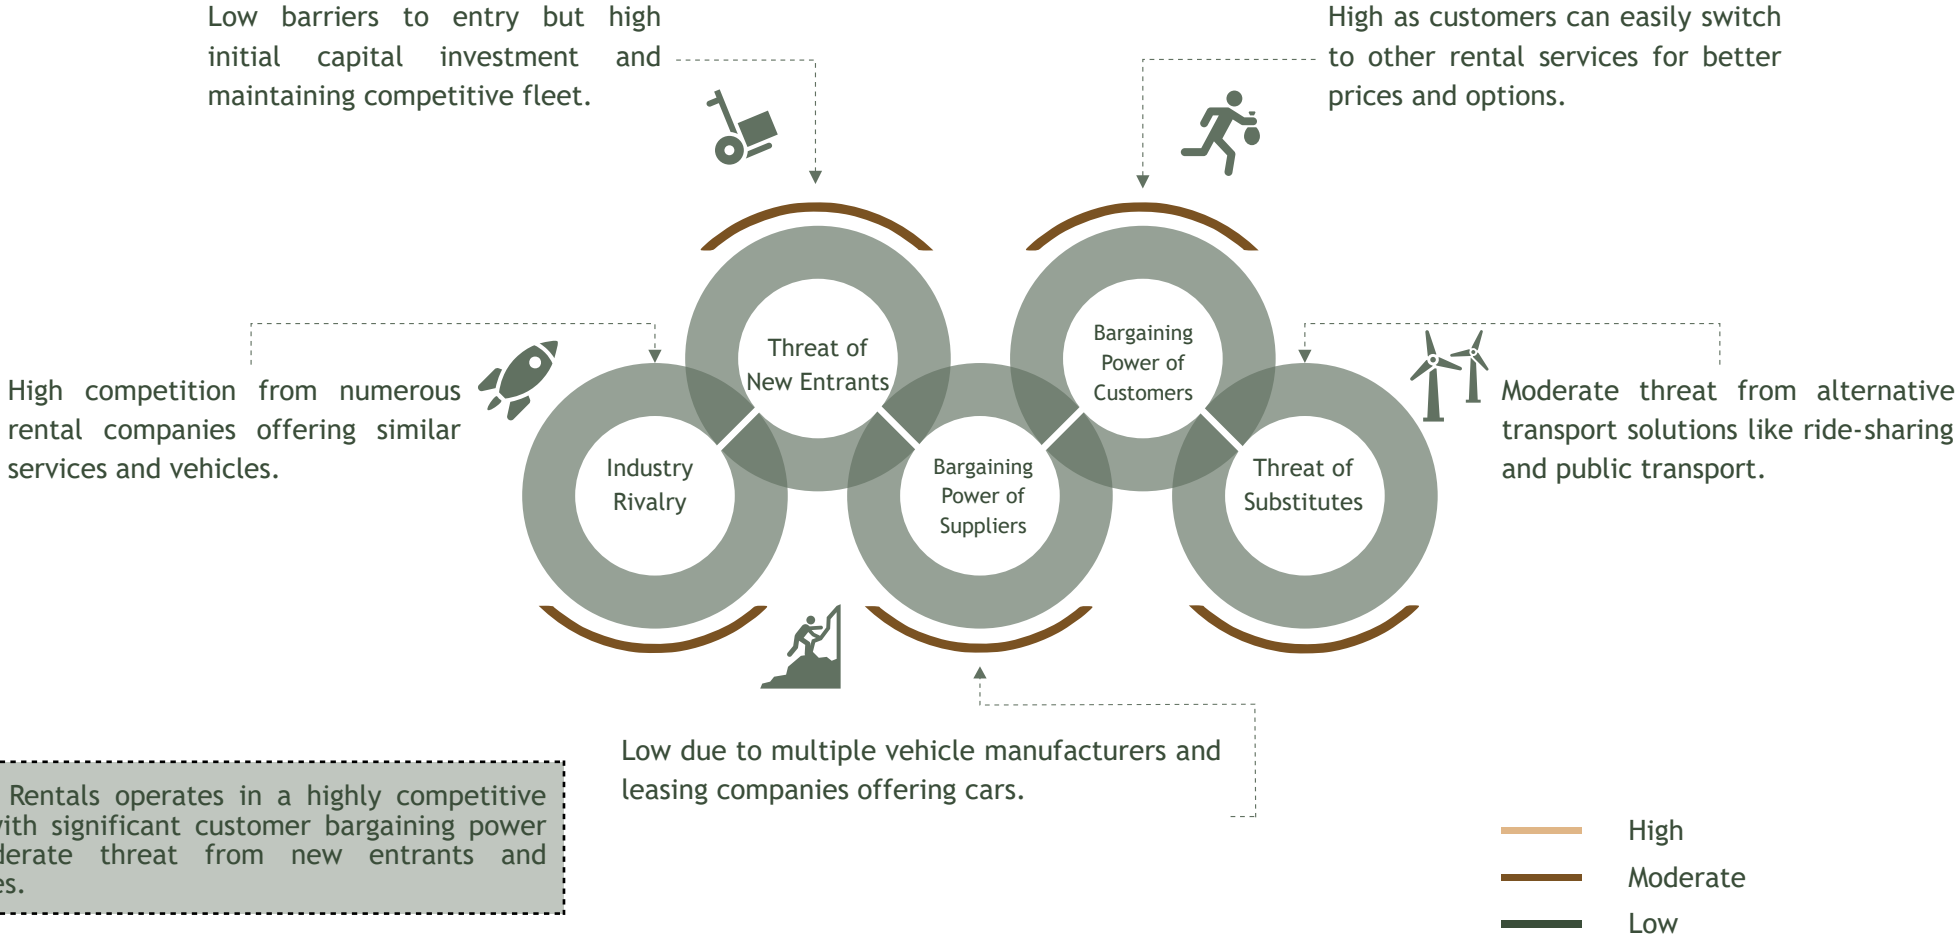 Low barriers to entry but high
initial capital investment and
maintaining competitive fleet.
High as customers can easily switch
to other rental services for better
prices and options.
High competition from numerous
rental companies offering similar
services and vehicles.
Threat of
New Entrants
Bargaining
Power of
Customers
Moderate threat from alternative
transport solutions like ride-sharing
and public transport.
Industry
Rivalry
Bargaining
Power of
Suppliers
Threat of
Substitutes
Low due to multiple vehicle manufacturers and
leasing companies offering cars.
Rentals operates in a highly competitive
significant customer bargaining power
threat from new entrants and
High
Moderate
Low